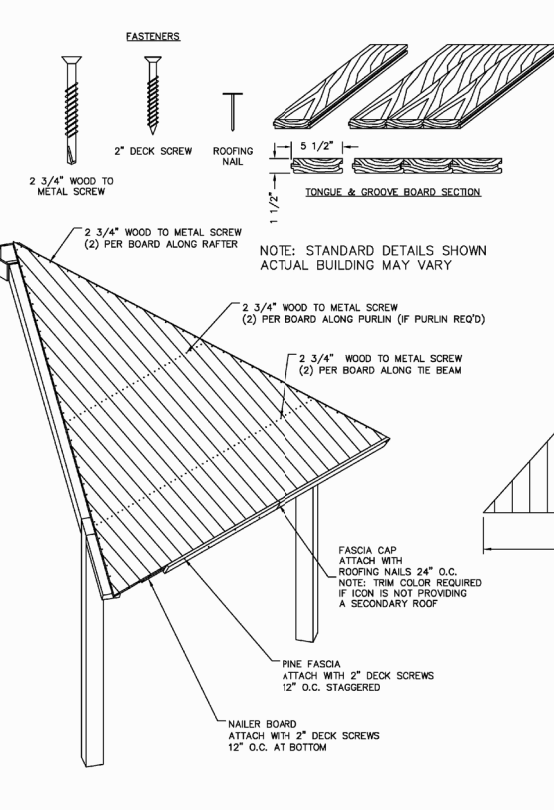 FASTENERS
2 3/4" WOOD TO
METAL SCREW
2" DECK SCREW
ROOFING
NAIL
5 1/2"
1 1/2"
TONGUE & GROOVE BOARD SECTION
NOTE: STANDARD DETAILS SHOWN
ACTUAL BUILDING MAY VARY
2 3/4" WOOD TO METAL SCREW
(2) PER BOARD ALONG RAFTER
2 3/4" WOOD TO METAL SCREW
(2) PER BOARD ALONG PURLIN (IF PURLIN REQ'D)
2 3/4" WOOD TO METAL SCREW
(2) PER BOARD ALONG TIE BEAM
FASCIA CAP
ATTACH WITH
ROOFING NAILS 24" O.C.
NOTE: TRIM COLOR REQUIRED
IF ICON IS NOT PROVIDING
A SECONDARY ROOF
PINE FASCIA
ATTACH WITH 2" DECK SCREWS
12" O.C. STAGGERED
NAILER BOARD
ATTACH WITH 2" DECK SCREWS
12" O.C. AT BOTTOM